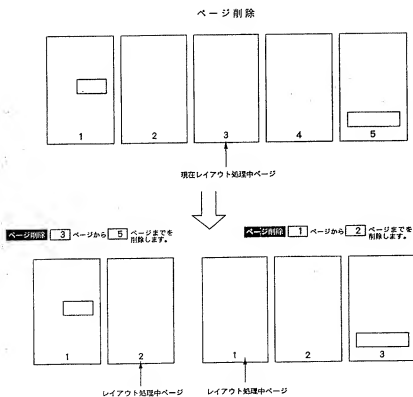 ページ削除
1
2
3
4
5
現在レイアウト処理中ページ
ページ削除 3 ページから 5 ページまでを
削除します。
ページ削除 1 ページから 2 ページまでを
削除します。
1
2
1
2
3
レイアウト処理中ページ
レイアウト処理中ページ